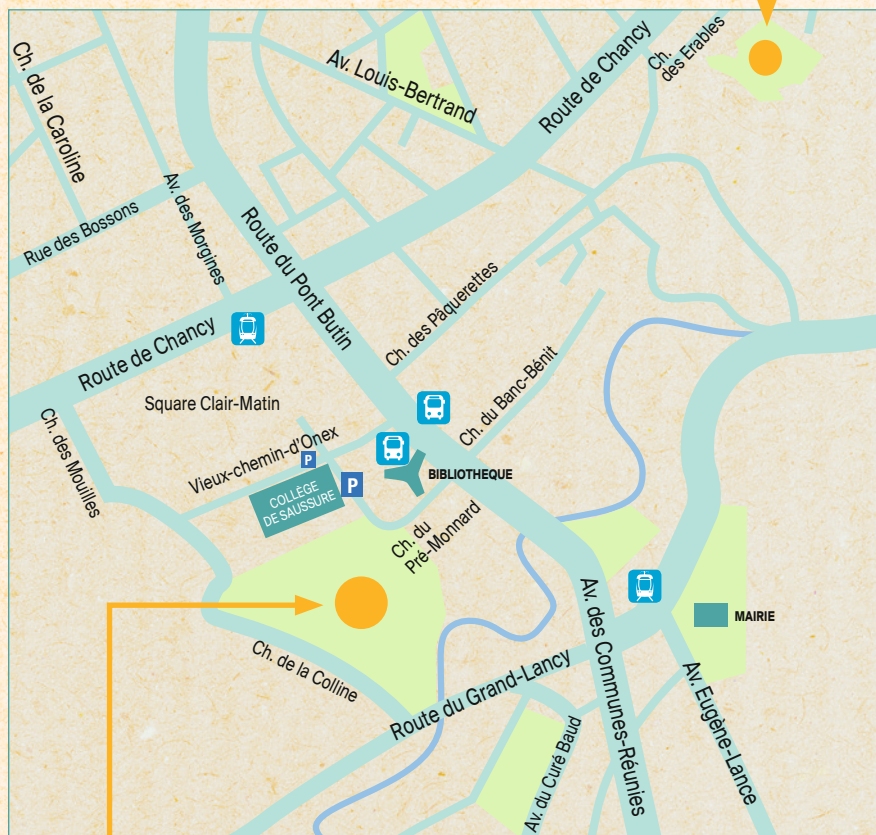 Ch. de la Caroline
Av. Louis-Bertrand
Route de Chancy
Ch.
des Erables
Rue des Bossons
Av. des Morgines
Route du Pont Butin
Route de Chancy
Ch. des Pâquerettes
Square Clair-Matin
Ch. du Banc-Bénit
Ch. des Mouilles
Vieux-chemin-d'Onex
P
P
BIBLIOTHEQUE
COLLÈGE
DE SAUSSURE
Ch. du
Pré-Monnard
Av. des Communes-Réunies
MAIRIE
Ch. de la Colline
Route du Grand-Lancy
Av. Eugène-Lance
Av. du Curé Baud